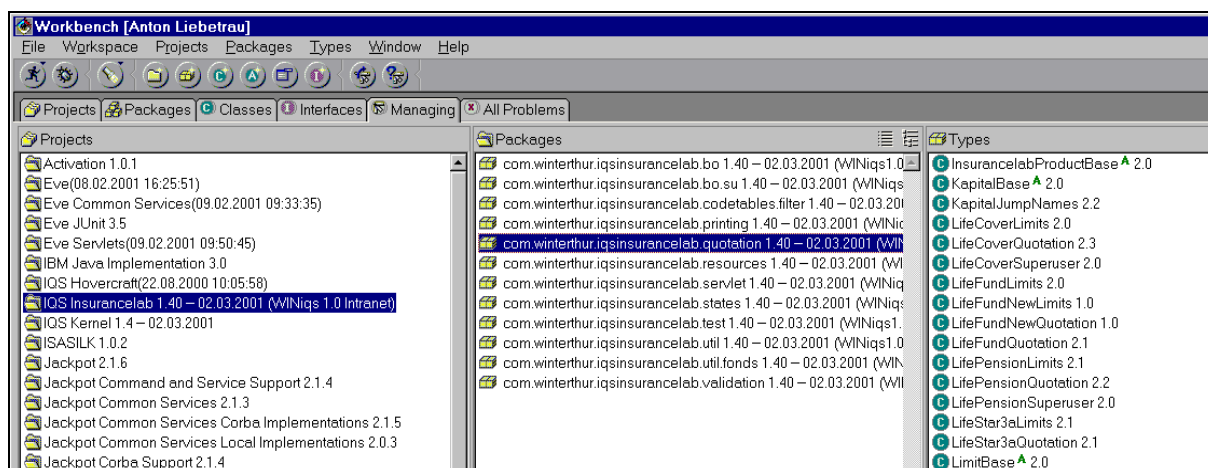 Workbench [Anton Liebetrau]
File Workspace Projects Packages Types Window Help
Projects Packages Classes Interfaces Managing All Problems
Projects
Activation 1.0.1
Eve(08.02.2001 16:25:51)
Eve Common Services(09.02.2001 09:33:35)
Eve JUnit 3.5
Eve Servlets(09.02.2001 09:50:45)
IBM Java Implementation 3.0
IQS Hovercraft(22.08.2000 10:05:58)
IQS Insurancelab 1.40 – 02.03.2001 (WINiqs 1.0 Intranet)
IQS Kernel 1.4 – 02.03.2001
ISASILK 1.0.2
Jackpot 2.1.6
Jackpot Command and Service Support 2.1.4
Jackpot Common Services 2.1.3
Jackpot Common Services Corba Implementations 2.1.5
Jackpot Common Services Local Implementations 2.0.3
Jackpot Corba Support 2.1.4
Packages
com.winterthur.iqsinsurancelab.bo 1.40 – 02.03.2001 (WINiqs1.0
com.winterthur.iqsinsurancelab.bo.su 1.40 – 02.03.2001 (WINiqs
com.winterthur.iqsinsurancelab.codetables.filter 1.40 – 02.03.20
com.winterthur.iqsinsurancelab.printing 1.40 – 02.03.2001 (WINi
com.winterthur.iqsinsurancelab.quotation 1.40 – 02.03.2001 (WIN
com.winterthur.iqsinsurancelab.resources 1.40 – 02.03.2001 (WI
com.winterthur.iqsinsurancelab.servlet 1.40 – 02.03.2001 (WINiq
com.winterthur.iqsinsurancelab.states 1.40 – 02.03.2001 (WINiqs
com.winterthur.iqsinsurancelab.test 1.40 – 02.03.2001 (WINiqs1.
com.winterthur.iqsinsurancelab.util 1.40 – 02.03.2001 (WINiqs1.0
com.winterthur.iqsinsurancelab.util.fonds 1.40 – 02.03.2001 (WIN
com.winterthur.iqsinsurancelab.validation 1.40 – 02.03.2001 (WI
Types
InsurancelabProductBase A 2.0
KapitalBase A 2.0
KapitalJumpNames 2.2
LifeCoverLimits 2.0
LifeCoverQuotation 2.3
LifeCoverSuperuser 2.0
LifeFundLimits 2.0
LifeFundNewLimits 1.0
LifeFundNewQuotation 1.0
LifeFundQuotation 2.1
LifePensionLimits 2.1
LifePensionQuotation 2.2
LifePensionSuperuser 2.0
LifeStar3aLimits 2.1
LifeStar3aQuotation 2.1
LimitBase A 2.0